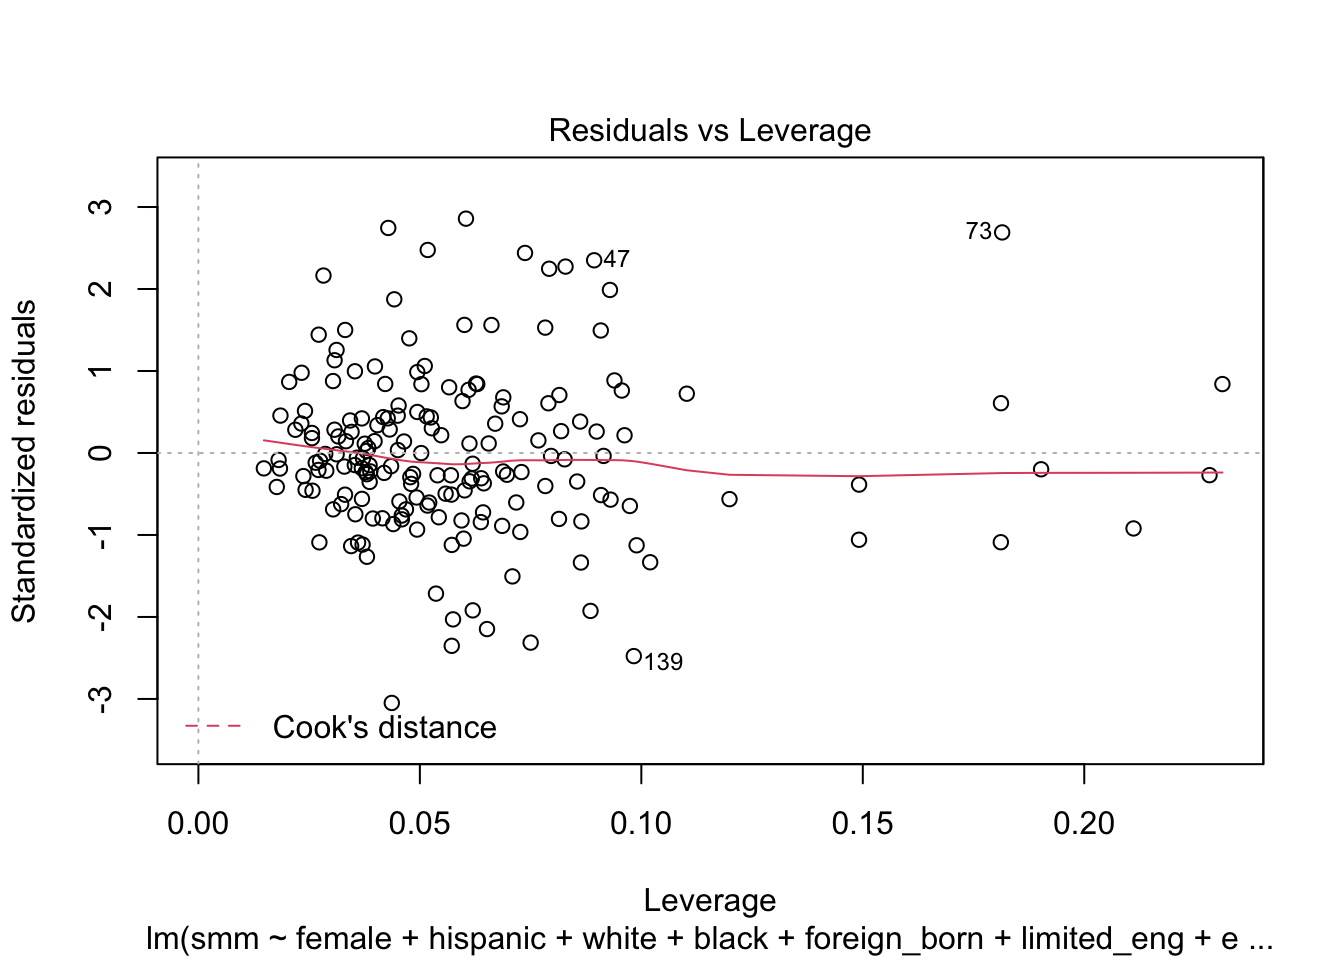 Residuals vs Leverage
Standardized residuals
3
2
1
0
-1
-2
-3
73
47
139
Cook's distance
0.00 0.05 0.10 0.15 0.20
Leverage
lm(smm ~ female + hispanic + white + black + foreign_born + limited_eng + e ...